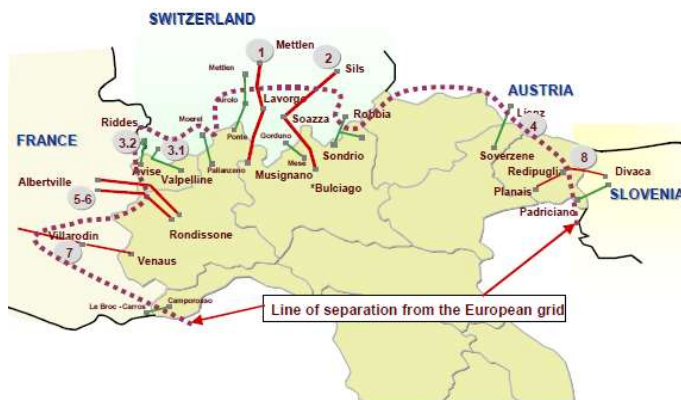 SWITZERLAND
1
Mettlen
2
Sils
Mettlen
AUSTRIA
Airolo
Lavorgo
Riddes
Moerel
Soazza
Robbia
Lienz
FRANCE
3.2
3.1
Ponte
Gorduno
4
Sondrio
Soverzene
8
Avise
Valpelline
Pallanzeno
Mese
Redipuglia
Divaca
Albertville
Musignano
Bulciago
Planais
SLOVENIA
5-6
Padriciano
Villarodin
Rondissone
7
Venaus
Le Broc -Carros
Camporosso
Line of separation from the European grid